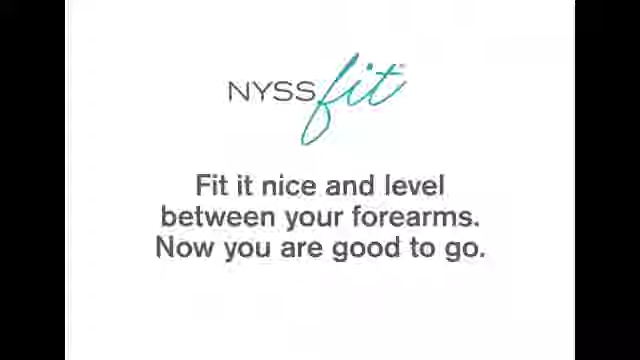 NYSSfit
Fit it nice and level
between your forearms.
Now you are good to go.